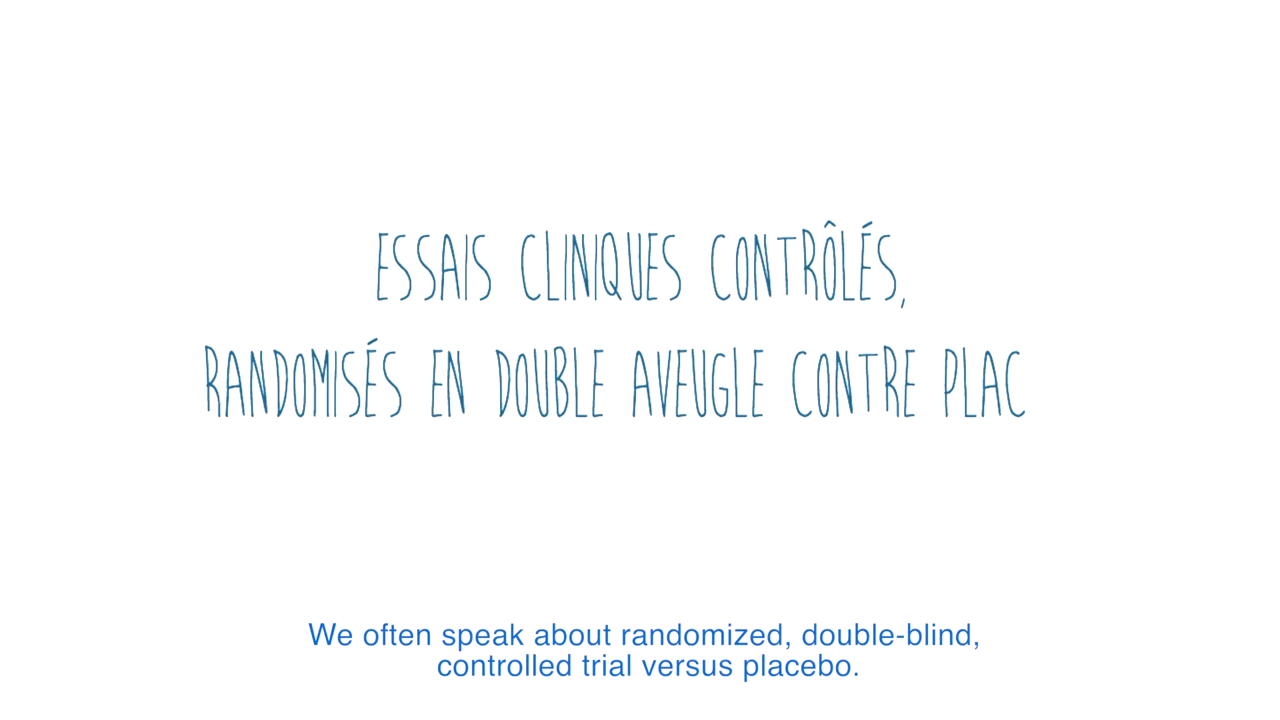 ESSAIS CLINIQUES CONTRÔLÉS,
RANDOMISÉS EN DOUBLE AVEUGLE CONTRE PLAC
We often speak about randomized, double-blind,
controlled trial versus placebo.